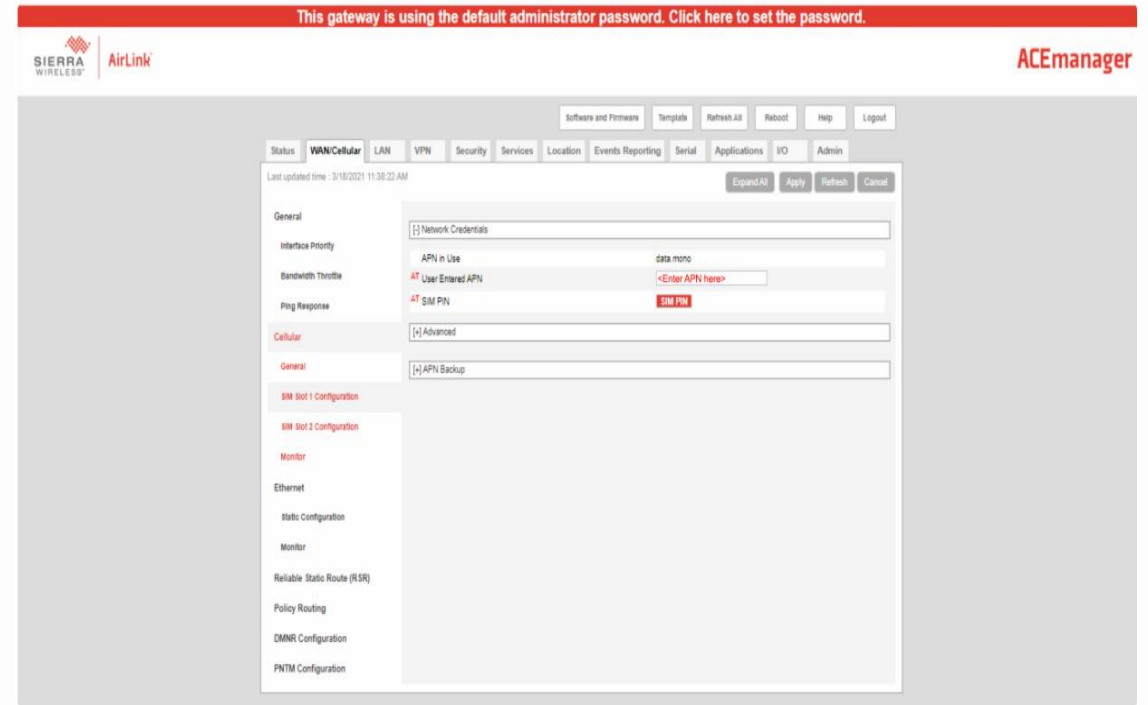 This gateway is using the default administrator password. Click here to set the password.
SIERRA WIRELESS AirLink
ACEmanager
Software and Firmware Template Refresh All Reboot Help Logout
Status WAN/Cellular LAN VPN Security Services Location Events Reporting Serial Applications I/O Admin
Last updated time : 3/18/2021 11:38:22 AM
Expand All Apply Refresh Cancel
General
Interface Priority
Bandwidth Throttle
Ping Response
Cellular
General
SIM Slot 1 Configuration
SIM Slot 2 Configuration
Monitor
Ethernet
Static Configuration
Monitor
Reliable Static Route (RSR)
Policy Routing
DMNR Configuration
PNTM Configuration
[-] Network Credentials
APN in Use data.mono
AT User Entered APN <Enter APN here>
AT SIM PIN SIM PIN
[+] Advanced
[+] APN Backup